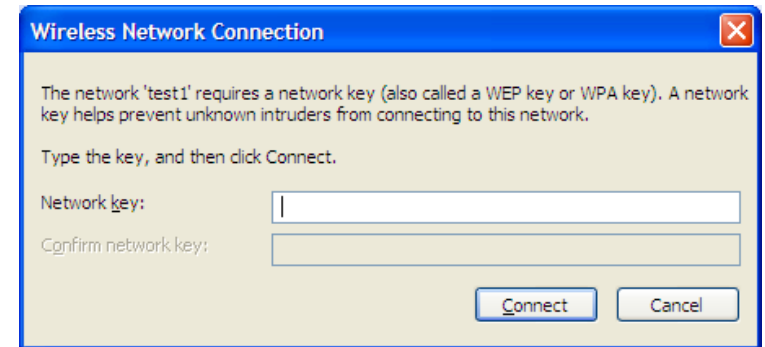 Wireless Network Connection
The network 'test1' requires a network key (also called a WEP key or WPA key). A network
key helps prevent unknown intruders from connecting to this network.
Type the key, and then click Connect.
Network key:
Confirm network key:
Connect Cancel